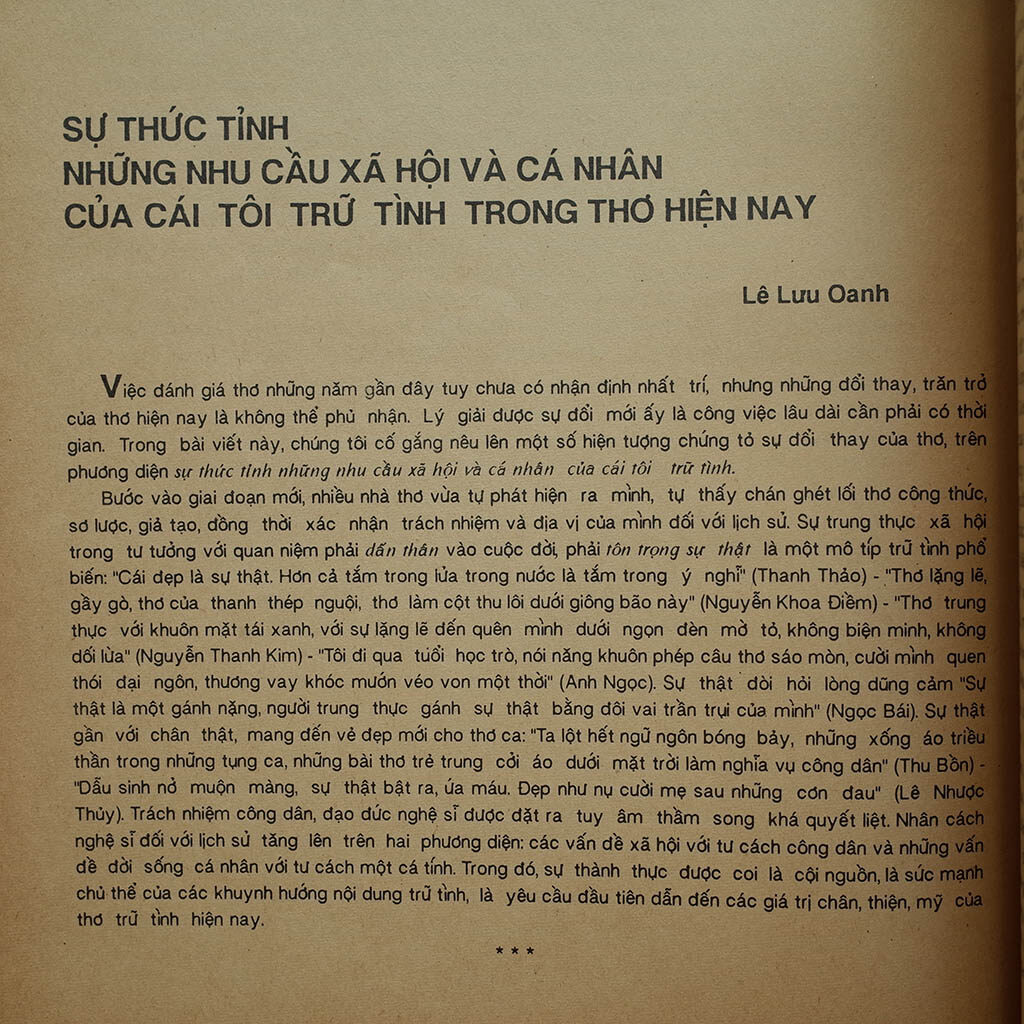 SỰ THỨC TỈNH
NHỮNG NHU CẦU XÃ HỘI VÀ CÁ NHÂN
CỦA CÁI TÔI TRỮ TÌNH TRONG THƠ HIỆN NAY
Lê Lưu Oanh
Việc đánh giá thơ những năm gần đây tuy chưa có nhận định nhất trí, nhưng những đổi thay, trăn trở
của thơ hiện nay là không thể phủ nhận. Lý giải được sự đổi mới ấy là công việc lâu dài cần phải có thời
gian. Trong bài viết này, chúng tôi cố gắng nêu lên một số hiện tượng chứng tỏ sự đổi thay của thơ, trên
phương diện sự thức tỉnh những nhu cầu xã hội và cá nhân của cái tôi trữ tình.
Bước vào giai đoạn mới, nhiều nhà thơ vừa tự phát hiện ra mình, tự thấy chán ghét lối thơ công thức,
sơ lược, giả tạo, đồng thời xác nhận trách nhiệm và địa vị của mình đối với lịch sử. Sự trung thực xã hội
trong tư tưởng với quan niệm phải dấn thân vào cuộc đời, phải tôn trọng sự thật là một mô típ trữ tình phổ
biến: "Cái đẹp là sự thật. Hơn cả tắm trong lửa trong nước là tắm trong ý nghĩ" (Thanh Thảo) - "Thơ lặng lẽ,
gầy gò, thơ của thanh thép nguội, thơ làm cột thu lôi dưới giông bão này" (Nguyễn Khoa Điềm) - "Thơ trung
thực với khuôn mặt tái xanh, với sự lặng lẽ đến quên mình dưới ngọn đèn mờ tỏ, không biện minh, không
dối lừa" (Nguyễn Thanh Kim) - "Tôi đi qua tuổi học trò, nói năng khuôn phép câu thơ sáo mòn, cười mình quen
thói đại ngôn, thương vay khóc mướn véo von một thời" (Anh Ngọc). Sự thật đòi hỏi lòng dũng cảm "Sự
thật là một gánh nặng, người trung thực gánh sự thật bằng đôi vai trần trụi của mình" (Ngọc Bái). Sự thật
gần với chân thật, mang đến vẻ đẹp mới cho thơ ca: "Ta lột hết ngữ ngôn bóng bảy, những xống áo triều
thần trong những tụng ca, những bài thơ trẻ trung cởi áo dưới mặt trời làm nghĩa vụ công dân" (Thu Bồn) -
"Dẫu sinh nở muộn màng, sự thật bật ra, ứa máu. Đẹp như nụ cười mẹ sau những cơn đau" (Lê Nhược
Thủy). Trách nhiệm công dân, đạo đức nghệ sĩ được đặt ra tuy âm thầm song khá quyết liệt. Nhân cách
nghệ sĩ đối với lịch sử tăng lên trên hai phương diện: các vấn đề xã hội với tư cách công dân và những vấn
đề đời sống cá nhân với tư cách một cá tính. Trong đó, sự thành thực được coi là cội nguồn, là sức mạnh
chủ thể của các khuynh hướng nội dung trữ tình, là yêu cầu đầu tiên dẫn đến các giá trị chân, thiện, mỹ của
thơ trữ tình hiện nay.
* * *